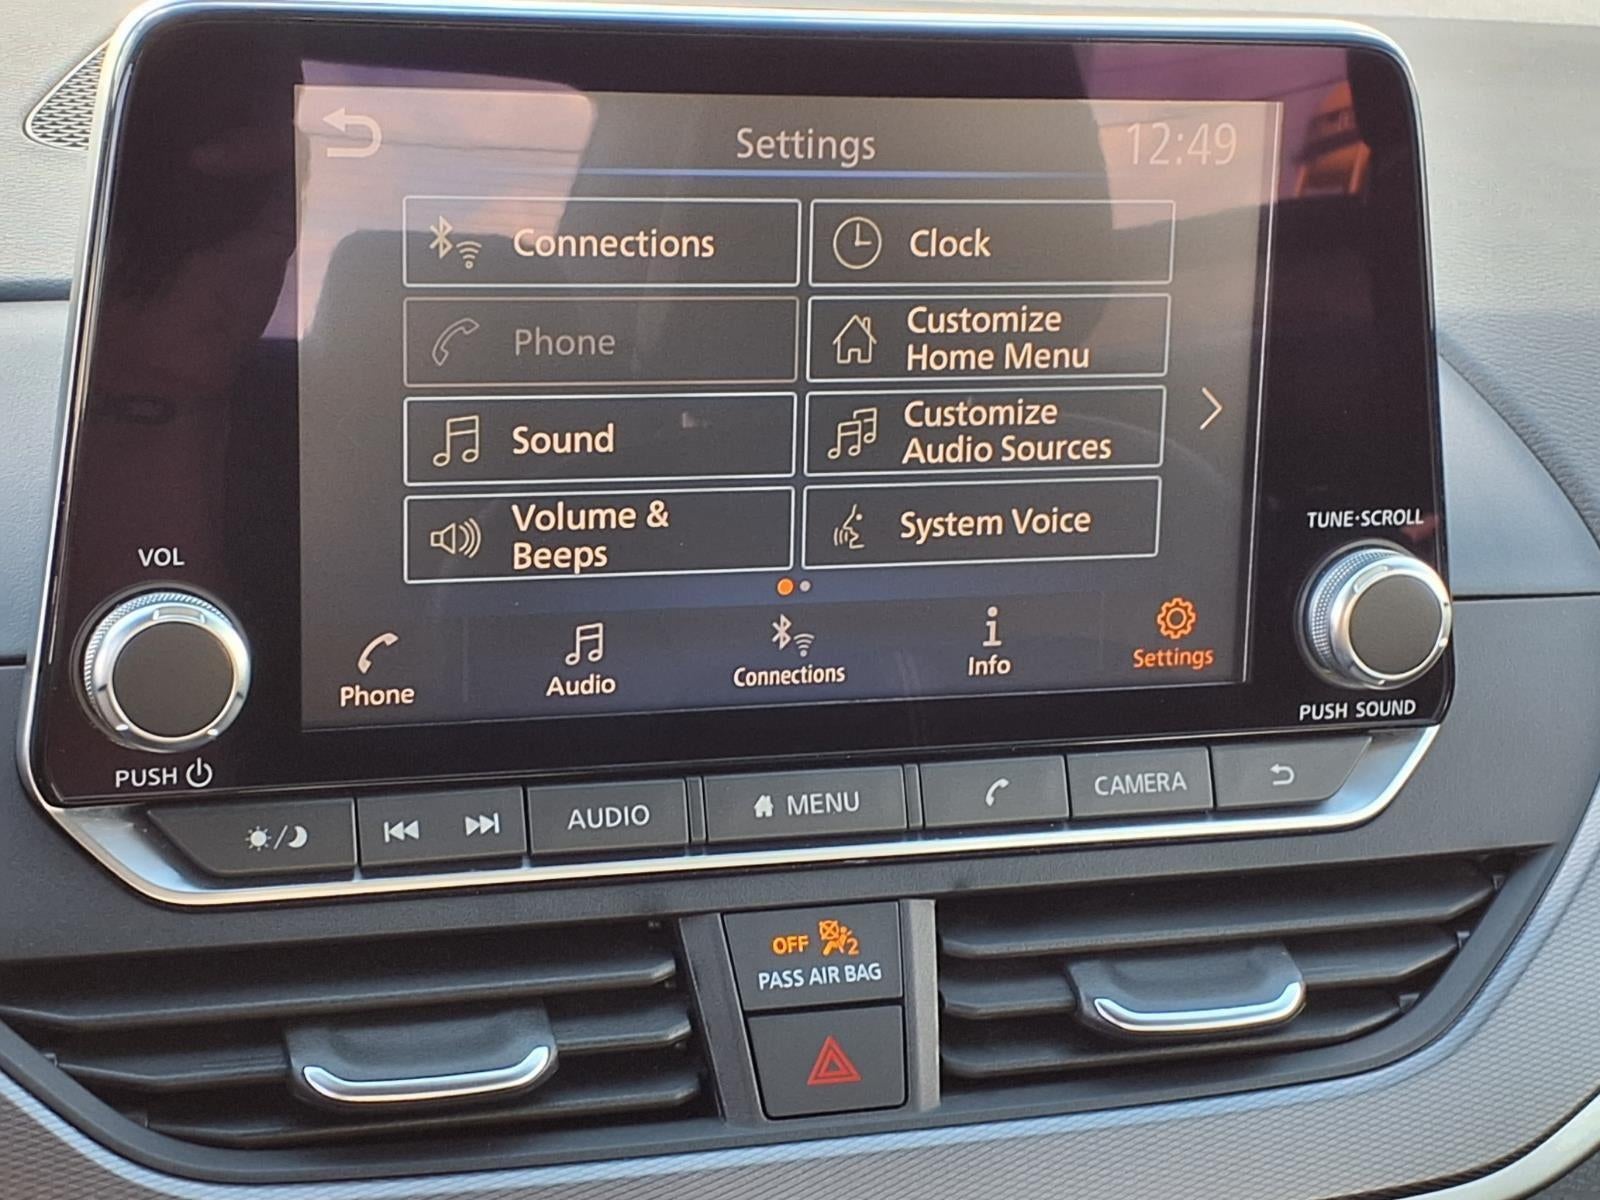 Settings
12:49
Connections
Clock
Phone
Customize
Home Menu
Sound
Customize
Audio Sources
Volume &
Beeps
System Voice
Phone
Audio
Connections
Info
Settings
VOL
PUSH
TUNE·SCROLL
PUSH SOUND
AUDIO
MENU
CAMERA
OFF 2
PASS AIR BAG